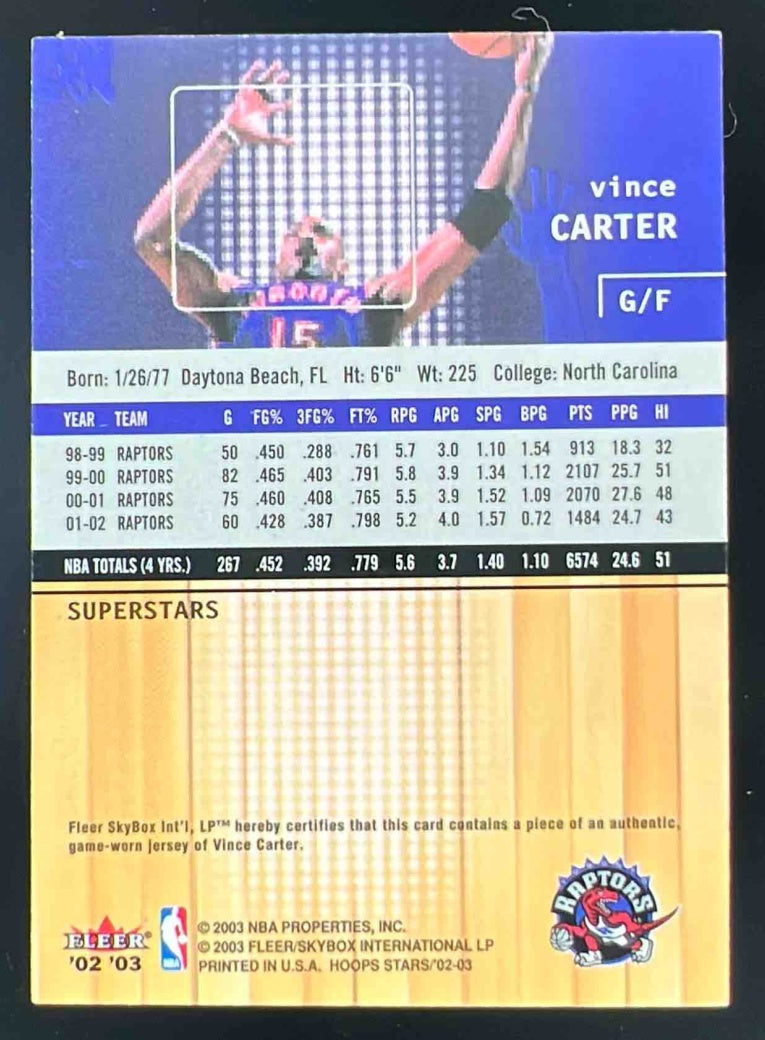 TORONTO
15
vince
CARTER
G/F
Born: 1/26/77 Daytona Beach, FL Ht: 6'6" Wt: 225 College: North Carolina
YEAR TEAM G FG% 3FG% FT% RPG APG SPG BPG PTS PPG HI
98-99 RAPTORS 50 .450 .288 .761 5.7 3.0 1.10 1.54 913 18.3 32
99-00 RAPTORS 82 .465 .403 .791 5.8 3.9 1.34 1.12 2107 25.7 51
00-01 RAPTORS 75 .460 .408 .765 5.5 3.9 1.52 1.09 2070 27.6 48
01-02 RAPTORS 60 .428 .387 .798 5.2 4.0 1.57 0.72 1484 24.7 43
NBA TOTALS (4 YRS.) 267 .452 .392 .779 5.6 3.7 1.40 1.10 6574 24.6 51
SUPERSTARS
Fleer SkyBox Int'l, LP™ hereby certifies that this card contains a piece of an authentic,
game-worn jersey of Vince Carter.
RAPTORS
FLEER®
'02 '03
NBA
© 2003 NBA PROPERTIES, INC.
© 2003 FLEER/SKYBOX INTERNATIONAL LP
PRINTED IN U.S.A. HOOPS STARS/'02-03